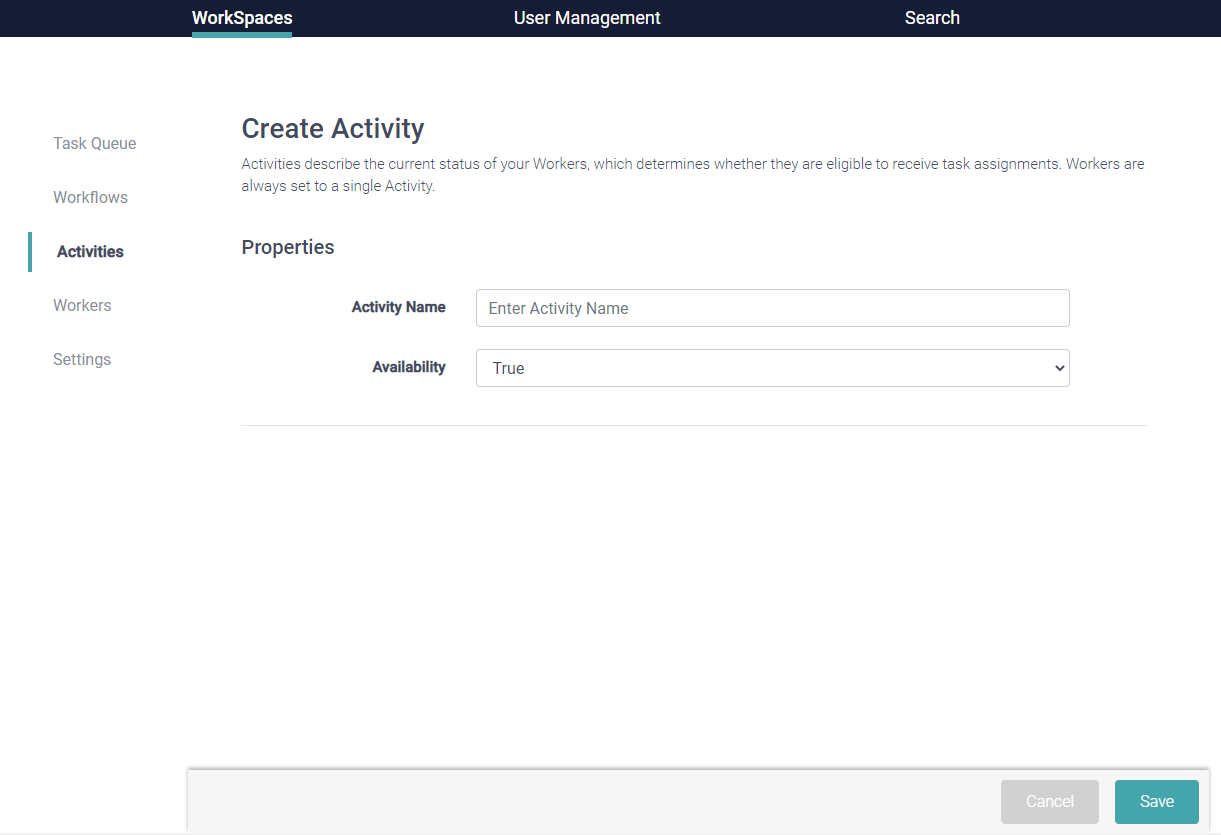 WorkSpaces User Management Search
Task Queue
Workflows
Activities
Workers
Settings
Create Activity
Activities describe the current status of your Workers, which determines whether they are eligible to receive task assignments. Workers are
always set to a single Activity.
Properties
Activity Name Enter Activity Name
Availability True
Cancel Save